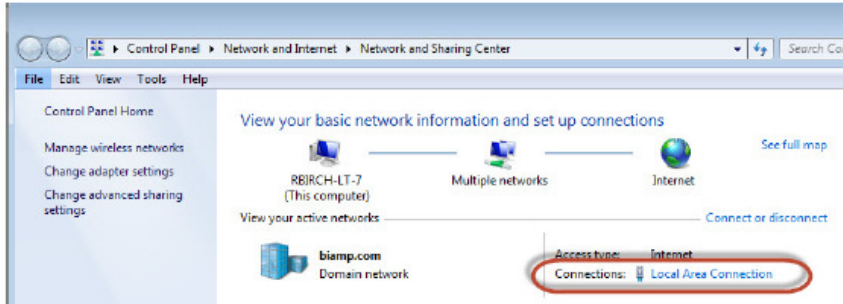 Control Panel ▸ Network and Internet ▸ Network and Sharing Center
Search Co
File Edit View Tools Help
Control Panel Home
Manage wireless networks
Change adapter settings
Change advanced sharing
settings
View your basic network information and set up connections
See full map
RBIRCH-LT-7
(This computer)
Multiple networks
Internet
View your active networks
Connect or disconnect
biamp.com
Domain network
Access type: Internet
Connections: Local Area Connection